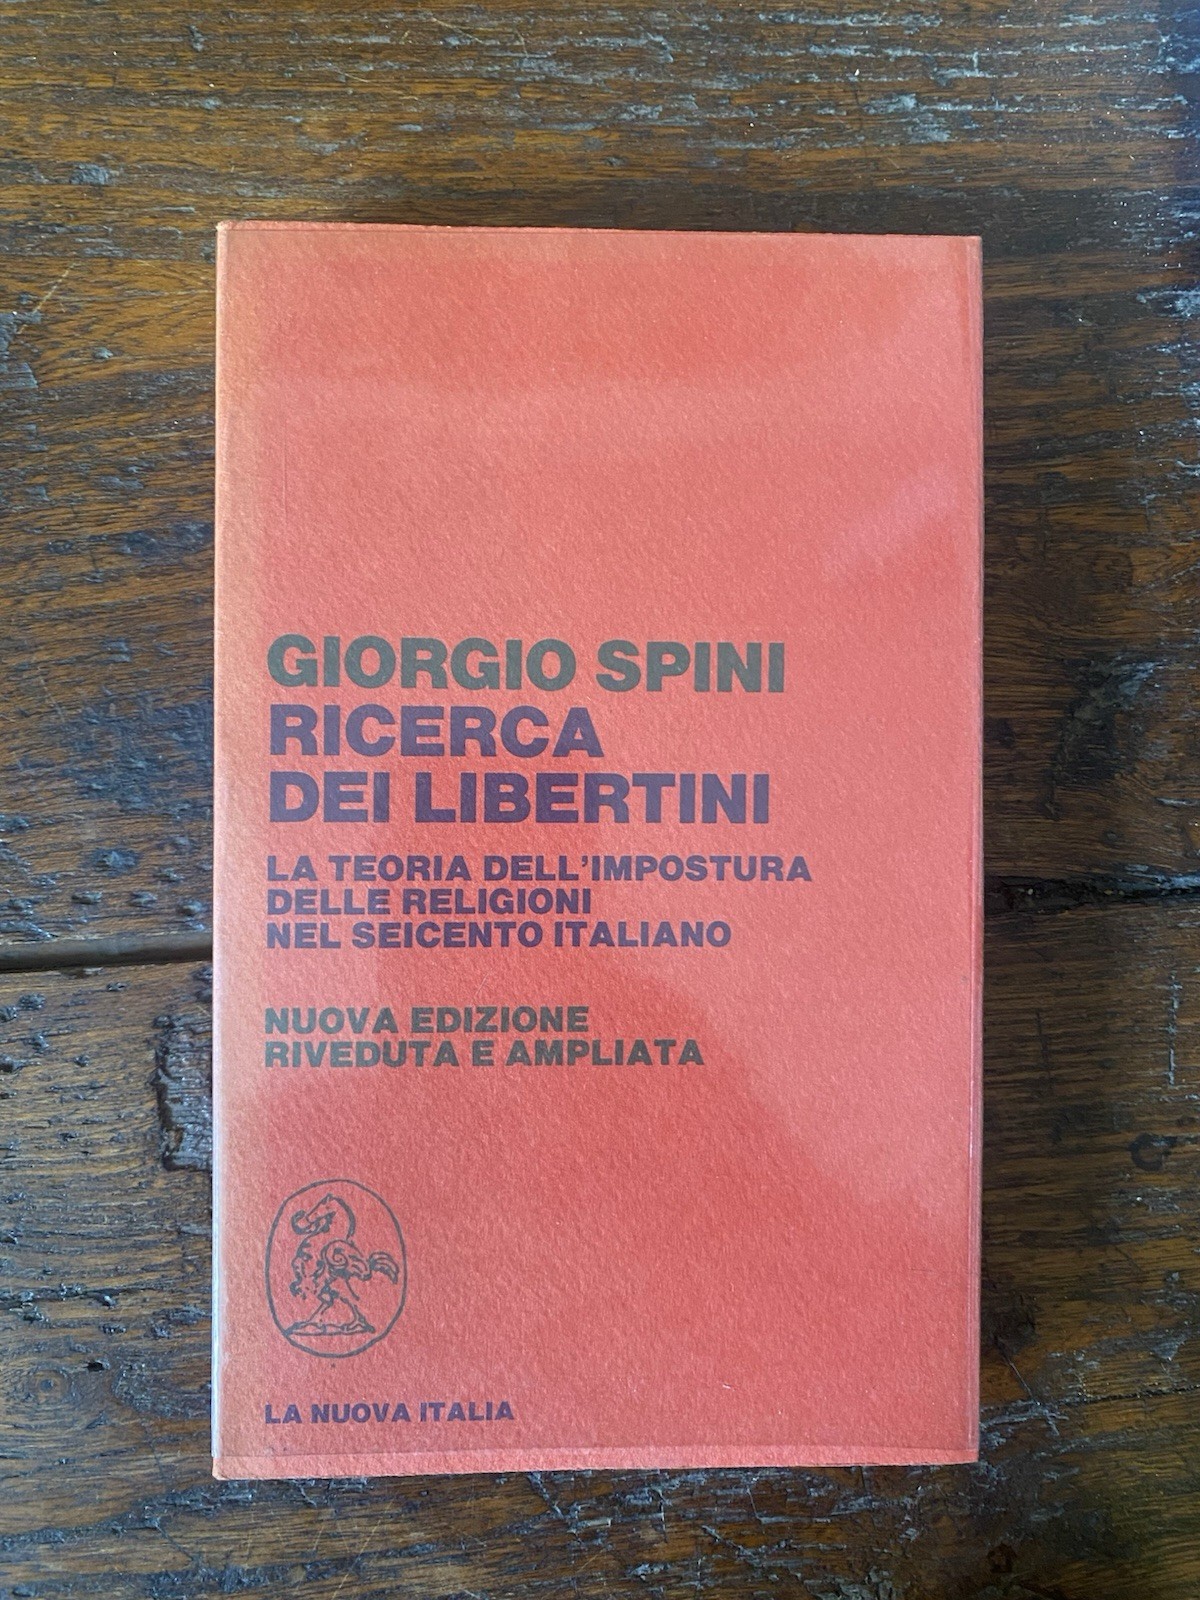 GIORGIO SPINI
RICERCA
DEI LIBERTINI
LA TEORIA DELL'IMPOSTURA
DELLE RELIGIONI
NEL SEICENTO ITALIANO
NUOVA EDIZIONE
RIVEDUTA E AMPLIATA
LA NUOVA ITALIA